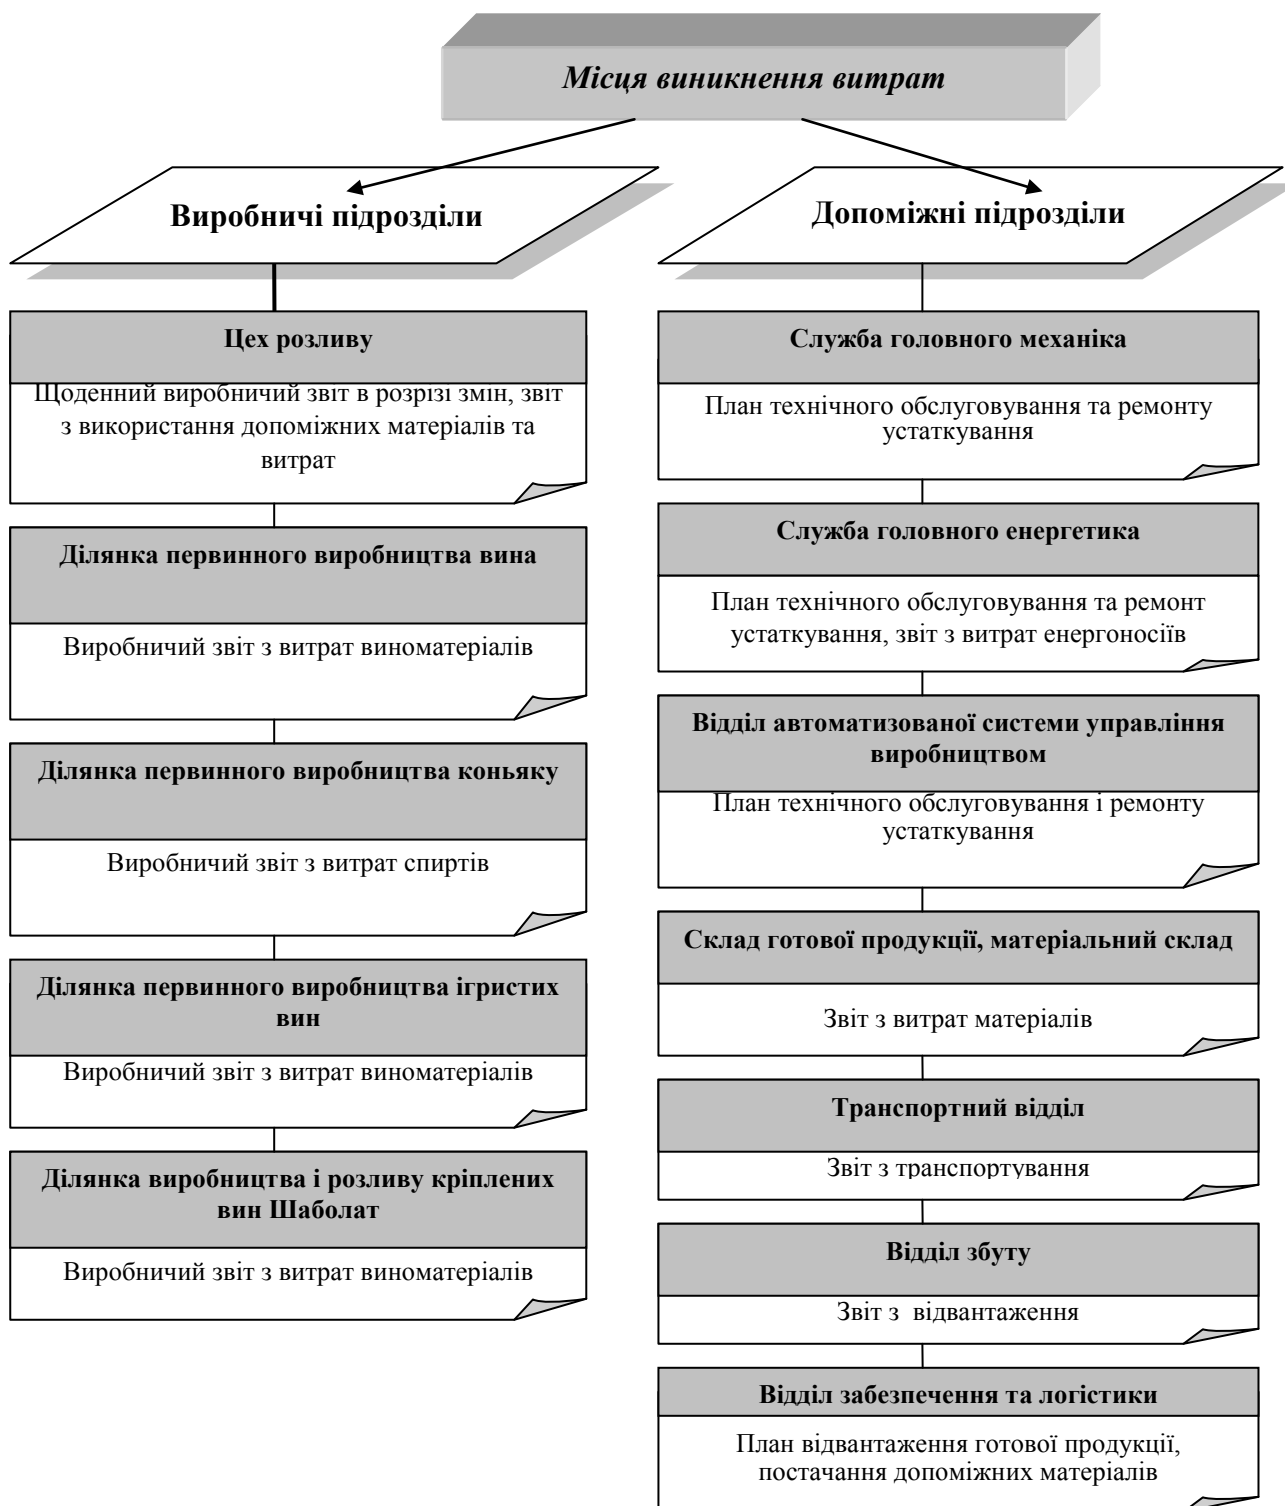 Місця виникнення витрат
Виробничі підрозділи
Цех розливу
Щоденний виробничий звіт в розрізі змін, звіт
з використання допоміжних матеріалів та
витрат
Ділянка первинного виробництва вина
Виробничий звіт з витрат виноматеріалів
Ділянка первинного виробництва коньяку
Виробничий звіт з витрат спиртів
Ділянка первинного виробництва ігристих
вин
Виробничий звіт з витрат виноматеріалів
Ділянка виробництва і розливу кріплених
вин Шаболат
Виробничий звіт з витрат виноматеріалів
Допоміжні підрозділи
Служба головного механіка
План технічного обслуговування та ремонту
устаткування
Служба головного енергетика
План технічного обслуговування та ремонт
устаткування, звіт з витрат енергоносіїв
Відділ автоматизованої системи управління
виробництвом
План технічного обслуговування і ремонту
устаткування
Склад готової продукції, матеріальний склад
Звіт з витрат матеріалів
Транспортний відділ
Звіт з транспортування
Відділ збуту
Звіт з  відвантаження
Відділ забезпечення та логістики
План відвантаження готової продукції,
постачання допоміжних матеріалів